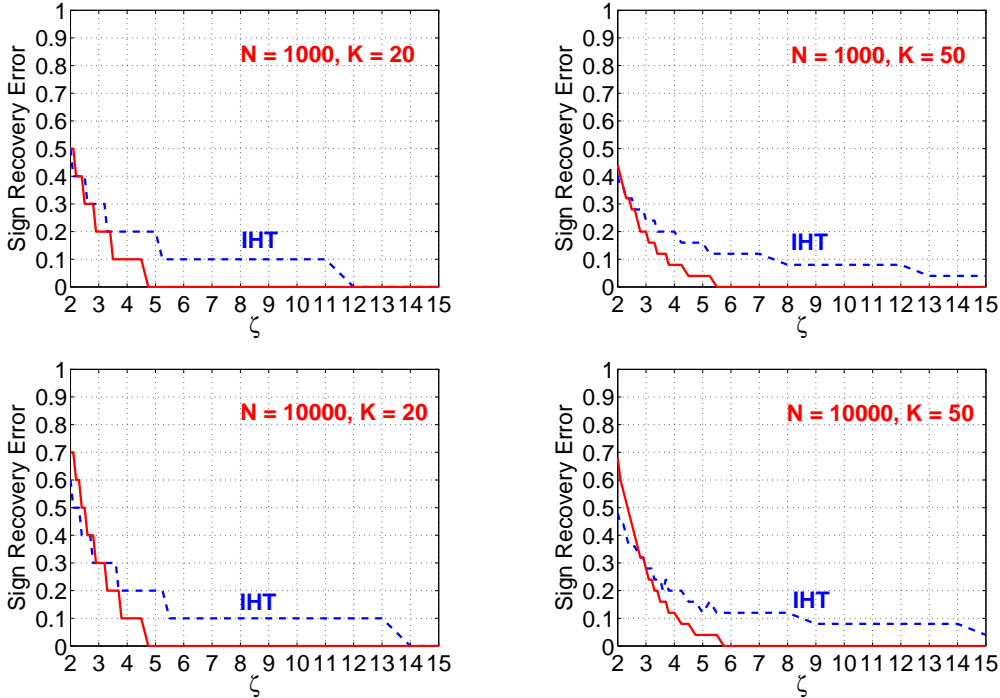 Sign Recovery Error
1
0.9
0.8
0.7
0.6
0.5
0.4
0.3
0.2
0.1
0
N = 1000, K = 20
IHT
2 3 4 5 6 7 8 9 10 11 12 13 14 15
ζ
Sign Recovery Error
1
0.9
0.8
0.7
0.6
0.5
0.4
0.3
0.2
0.1
0
N = 1000, K = 50
IHT
2 3 4 5 6 7 8 9 10 11 12 13 14 15
ζ
Sign Recovery Error
1
0.9
0.8
0.7
0.6
0.5
0.4
0.3
0.2
0.1
0
N = 10000, K = 20
IHT
2 3 4 5 6 7 8 9 10 11 12 13 14 15
ζ
Sign Recovery Error
1
0.9
0.8
0.7
0.6
0.5
0.4
0.3
0.2
0.1
0
N = 10000, K = 50
IHT
2 3 4 5 6 7 8 9 10 11 12 13 14 15
ζ